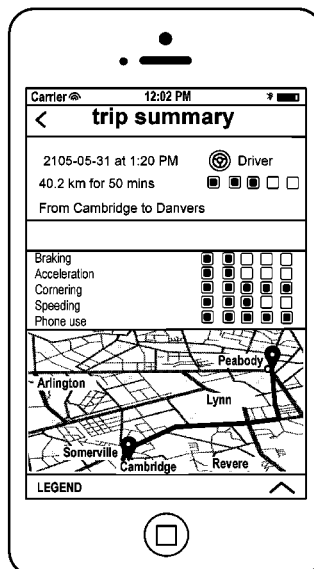 Carrier 12:02 PM
< trip summary
2105-05-31 at 1:20 PM Driver
40.2 km for 50 mins
From Cambridge to Danvers
Braking
Acceleration
Cornering
Speeding
Phone use
Peabody
Arlington
Lynn
Somerville
Cambridge Revere
LEGEND